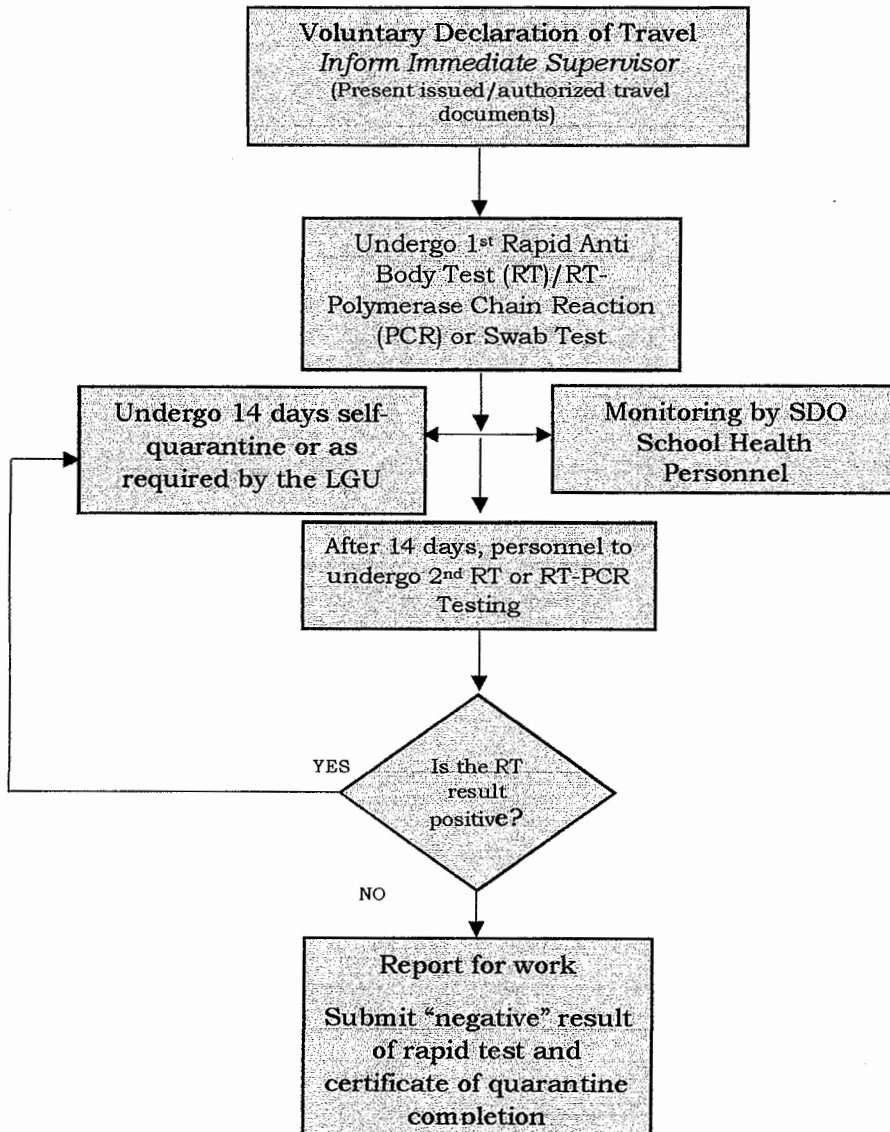 Voluntary Declaration of Travel
Inform Immediate Supervisor
(Present issued/authorized travel
documents)
Undergo 1st Rapid Anti
Body Test (RT)/RT-
Polymerase Chain Reaction
(PCR) or Swab Test
Undergo 14 days self-
quarantine or as
required by the LGU
Monitoring by SDO
School Health
Personnel
After 14 days, personnel to
undergo 2nd RT or RT-PCR
Testing
YES
Is the RT
result
positive?
NO
Report for work
Submit “negative” result
of rapid test and
certificate of quarantine
completion